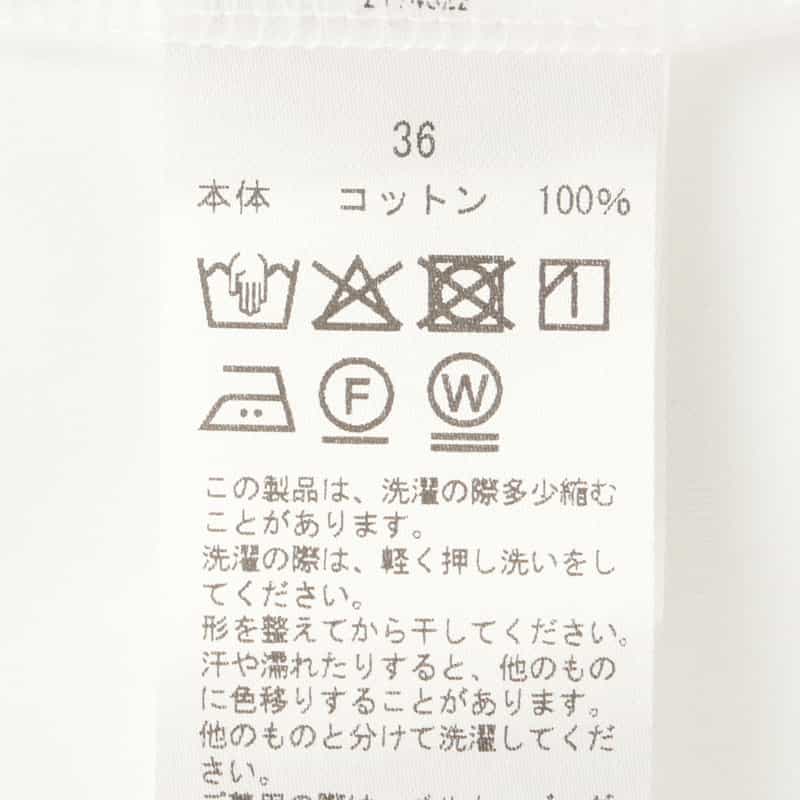 36
本体 コットン 100%
F W
この製品は、洗濯の際多少縮む
ことがあります。
洗濯の際は、軽く押し洗いをし
てください。
形を整えてから干してください。
汗や濡れたりすると、他のもの
に色移りすることがあります。
他のものと分けて洗濯してくだ
さい。